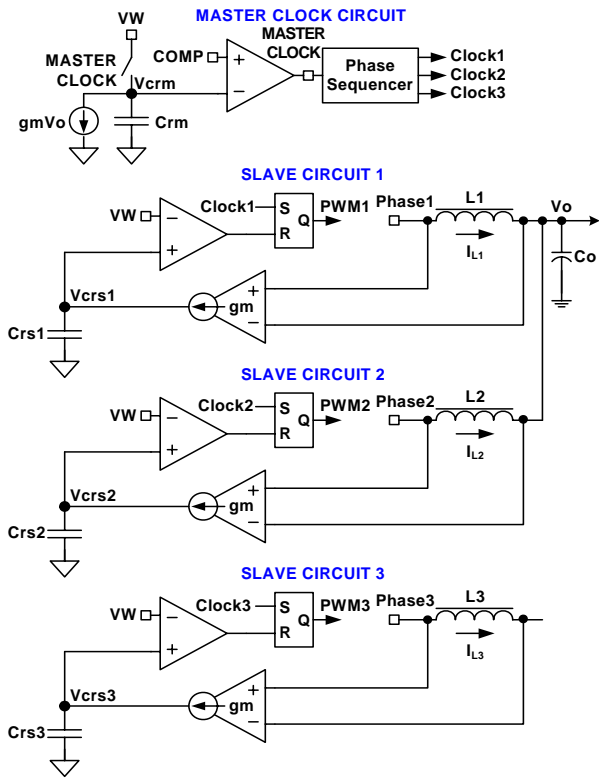 MASTER CLOCK CIRCUIT
VW
MASTER
CLOCK
Vcrm
gmVo
Crm
COMP
+
−
MASTER
CLOCK
Phase
Sequencer
Clock1
Clock2
Clock3
SLAVE CIRCUIT 1
VW
−
+
Clock1
S
R
Q
PWM1
Phase1
L1
IL1
Vo
Co
Vcrs1
gm
+
−
Crs1
SLAVE CIRCUIT 2
VW
−
+
Clock2
S
R
Q
PWM2
Phase2
L2
IL2
Vcrs2
gm
+
−
Crs2
SLAVE CIRCUIT 3
VW
−
+
Clock3
S
R
Q
PWM3
Phase3
L3
IL3
Vcrs3
gm
+
−
Crs3